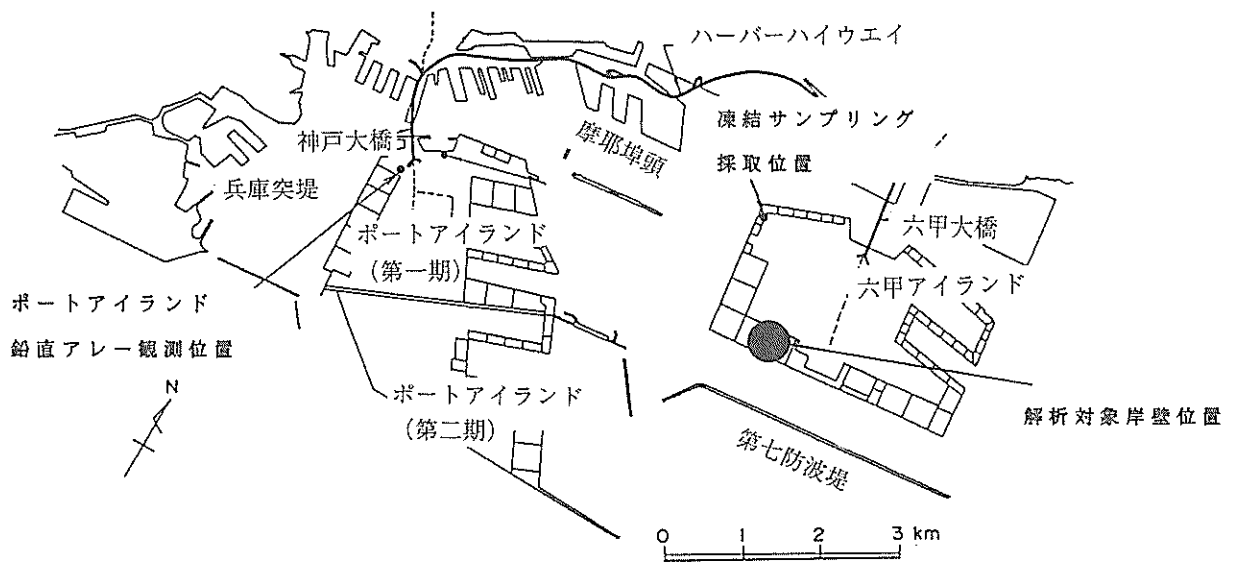 ハーバーハイウエイ
凍結サンプリング
採取位置
神戸大橋
摩耶埠頭
兵庫突堤
六甲大橋
ポートアイランド
(第一期)
六甲アイランド
ポートアイランド
鉛直アレー観測位置
N
ポートアイランド
(第二期)
解析対象岸壁位置
第七防波堤
0 1 2 3 km